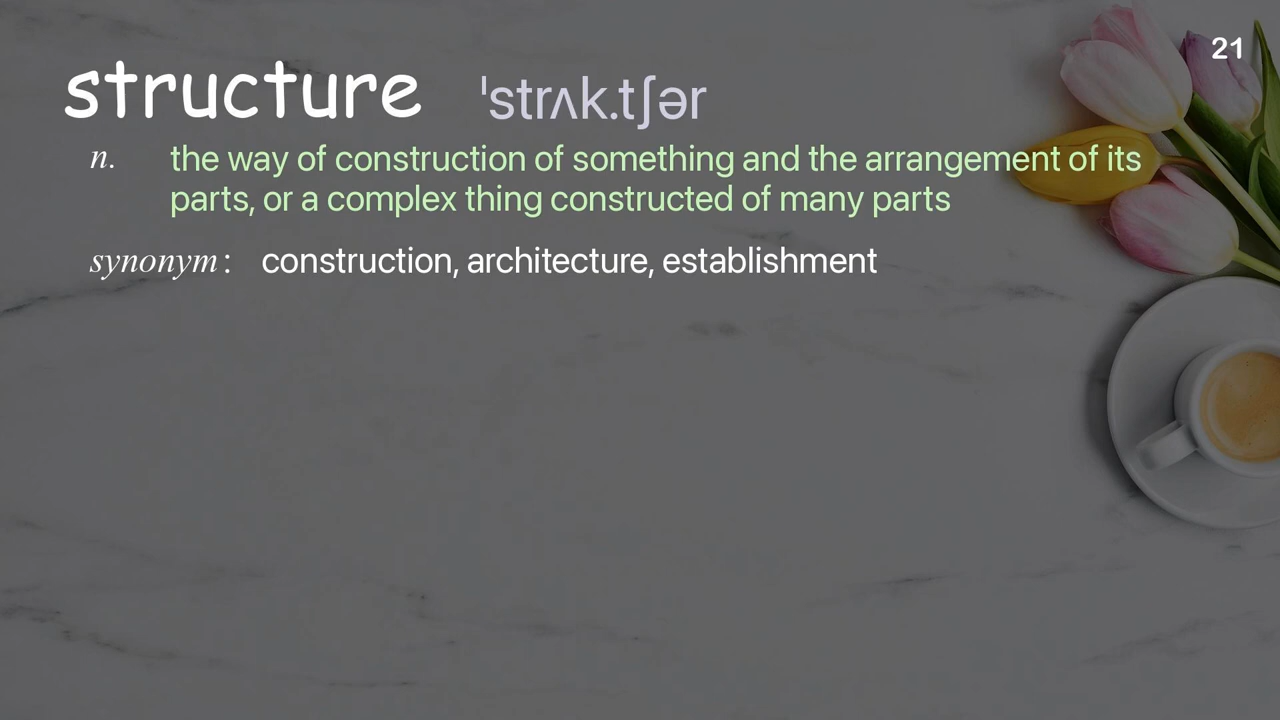 21
structure ˈstrʌk.tʃər
n. the way of construction of something and the arrangement of its
parts, or a complex thing constructed of many parts
synonym : construction, architecture, establishment